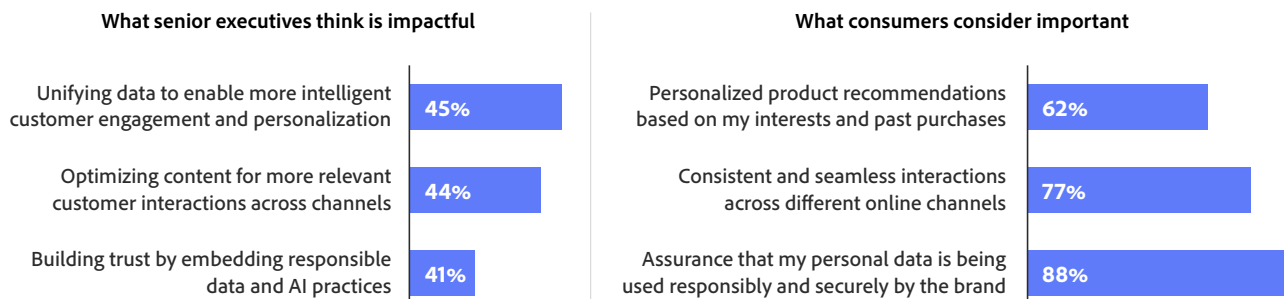 What senior executives think is impactful
Unifying data to enable more intelligent
customer engagement and personalization
45%
Optimizing content for more relevant
customer interactions across channels
44%
Building trust by embedding responsible
data and AI practices
41%
What consumers consider important
Personalized product recommendations
based on my interests and past purchases
62%
Consistent and seamless interactions
across different online channels
77%
Assurance that my personal data is being
used responsibly and securely by the brand
88%